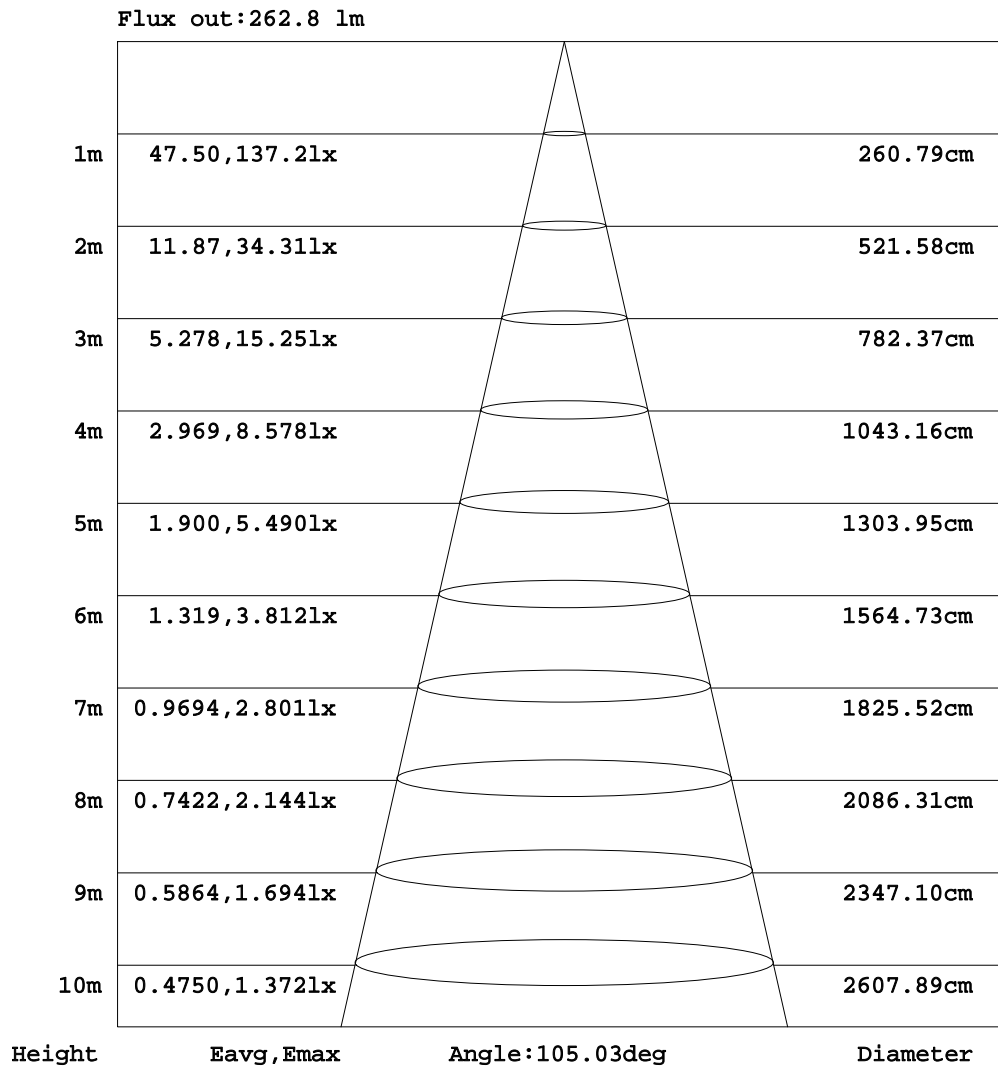 Flux out:262.8 lm
1m 47.50,137.2lx 260.79cm
2m 11.87,34.31lx 521.58cm
3m 5.278,15.25lx 782.37cm
4m 2.969,8.578lx 1043.16cm
5m 1.900,5.490lx 1303.95cm
6m 1.319,3.812lx 1564.73cm
7m 0.9694,2.801lx 1825.52cm
8m 0.7422,2.144lx 2086.31cm
9m 0.5864,1.694lx 2347.10cm
10m 0.4750,1.372lx 2607.89cm
Height Eavg,Emax Angle:105.03deg Diameter